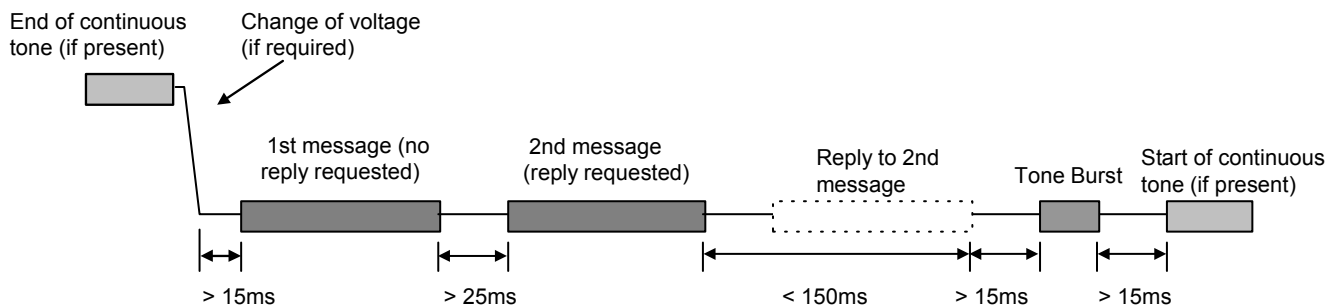 End of continuous
tone (if present)
Change of voltage
(if required)
1st message (no
reply requested)
2nd message
(reply requested)
Reply to 2nd
message
Tone Burst
Start of continuous
tone (if present)
> 15ms
> 25ms
< 150ms
> 15ms
> 15ms